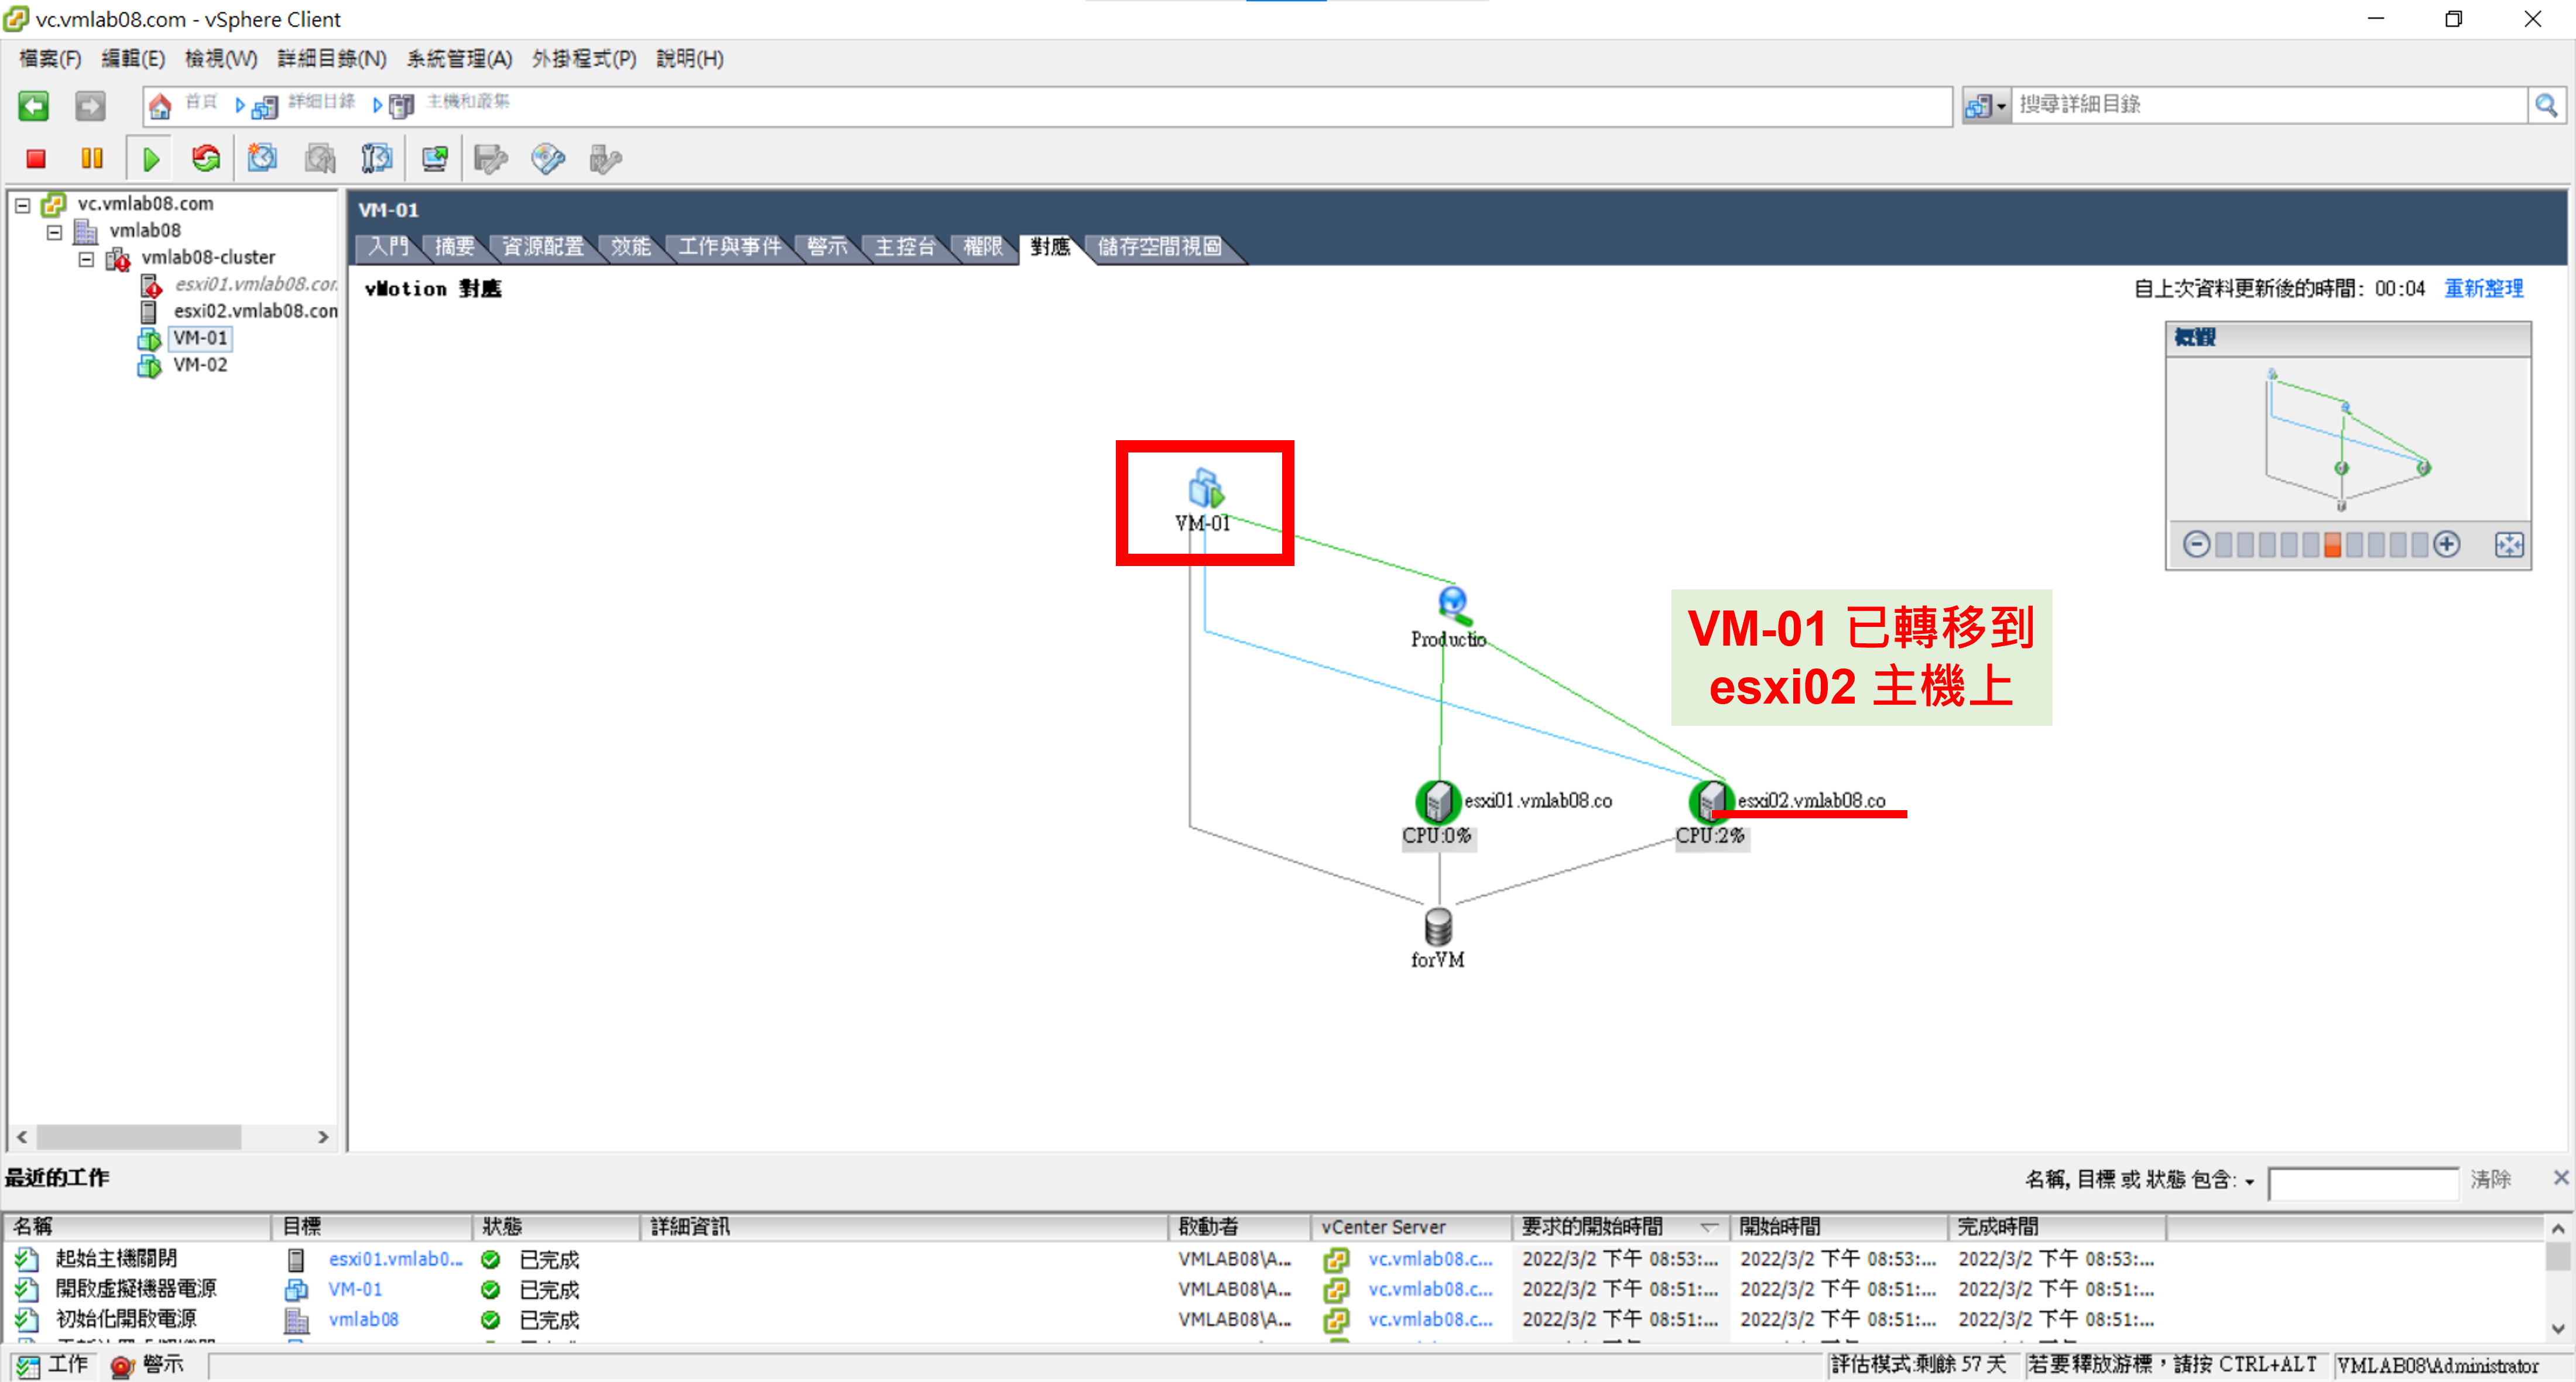 vc.vmlab08.com - vSphere Client
檔案(F) 編輯(E) 檢視(W) 詳細目錄(N) 系統管理(A) 外掛程式(P) 說明(H)
首頁 詳細目錄 主機和叢集 搜尋詳細目錄
vc.vmlab08.com
vmlab08
vmlab08-cluster
esxi01.vmlab08.con
esxi02.vmlab08.con
VM-01
VM-02
VM-01
入門 摘要 資源配置 效能 工作與事件 警示 主控台 權限 對應 儲存空間視圖
vMotion 對應
自上次資料更新後的時間: 00:04 重新整理
概觀
VM-01
Productio
VM-01 已轉移到
esxi02 主機上
esxi01.vmlab08.co
CPU:0%
esxi02.vmlab08.co
CPU:2%
forVM
最近的工作
名稱, 目標 或 狀態 包含: 清除
名稱 目標 狀態 詳細資訊 啟動者 vCenter Server 要求的開始時間 開始時間 完成時間
起始主機關閉 esxi01.vmlab0... 已完成 VMLAB08\A... vc.vmlab08.c... 2022/3/2 下午 08:53:... 2022/3/2 下午 08:53:... 2022/3/2 下午 08:53:...
開啟虛擬機器電源 VM-01 已完成 VMLAB08\A... vc.vmlab08.c... 2022/3/2 下午 08:51:... 2022/3/2 下午 08:51:... 2022/3/2 下午 08:51:...
初始化開啟電源 vmlab08 已完成 VMLAB08\A... vc.vmlab08.c... 2022/3/2 下午 08:51:... 2022/3/2 下午 08:51:... 2022/3/2 下午 08:51:...
工作 警示 評估模式:剩餘 57 天 若要釋放游標，請按 CTRL+ALT VMLAB08\Administrator